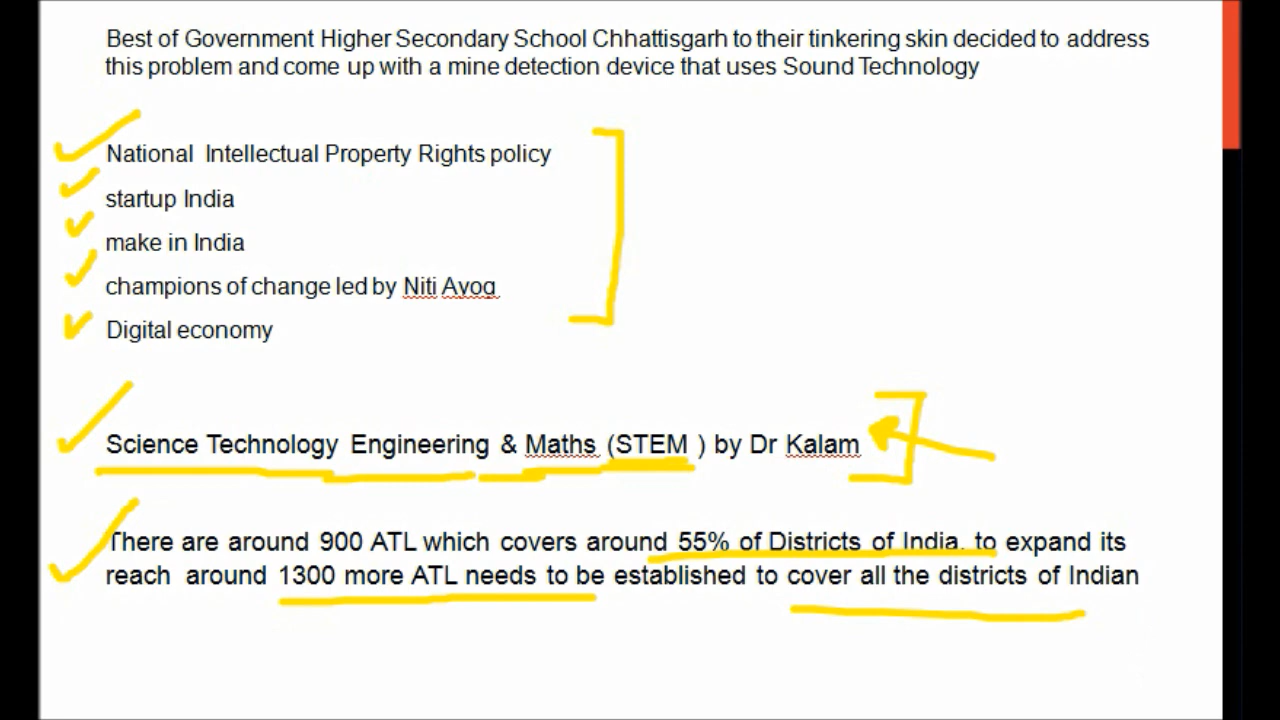 Best of Government Higher Secondary School Chhattisgarh to their tinkering skin decided to address
this problem and come up with a mine detection device that uses Sound Technology
National Intellectual Property Rights policy
startup India
make in India
champions of change led by Niti Ayog
Digital economy
Science Technology Engineering & Maths (STEM ) by Dr Kalam
There are around 900 ATL which covers around 55% of Districts of India. to expand its
reach around 1300 more ATL needs to be established to cover all the districts of Indian